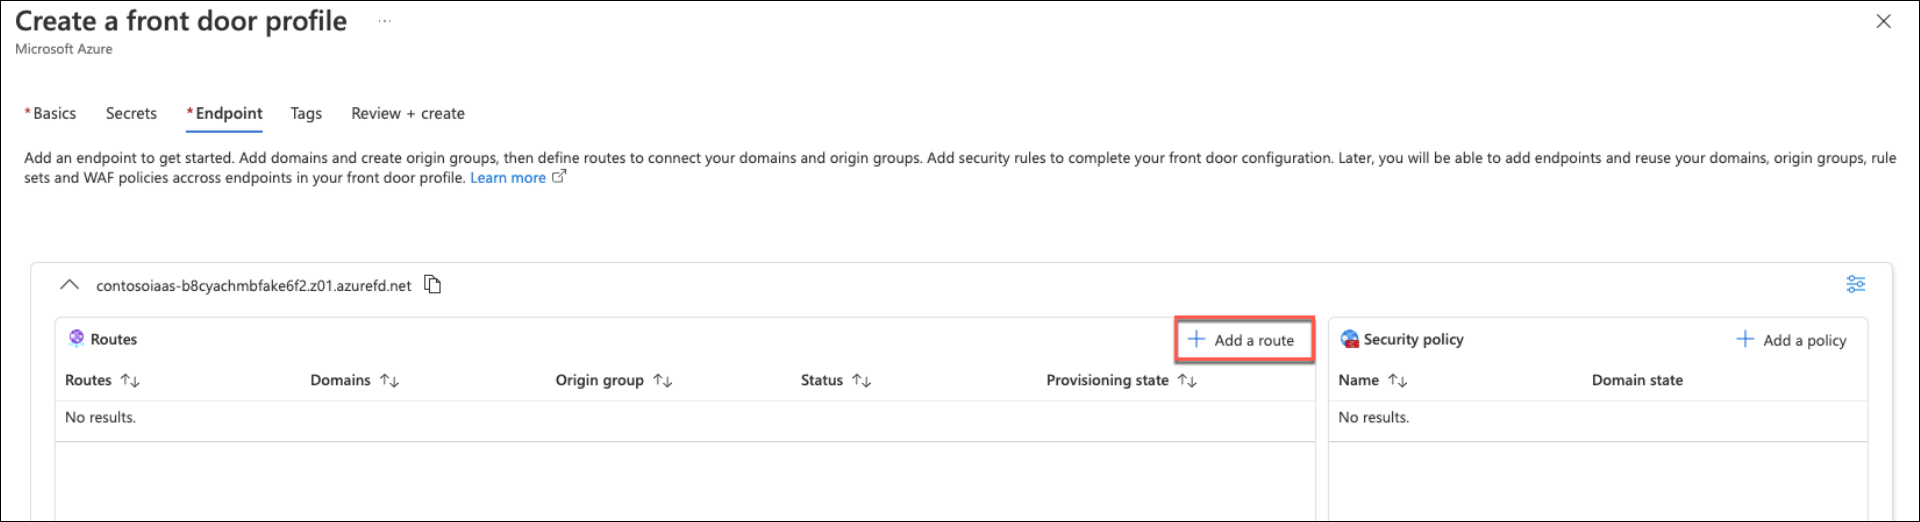 Create a front door profile ...
Microsoft Azure
* Basics Secrets * Endpoint Tags Review + create
Add an endpoint to get started. Add domains and create origin groups, then define routes to connect your domains and origin groups. Add security rules to complete your front door configuration. Later, you will be able to add endpoints and reuse your domains, origin groups, rule
sets and WAF policies accross endpoints in your front door profile. Learn more
contosoiaas-b8cyachmbfake6f2.z01.azurefd.net
Routes + Add a route Security policy + Add a policy
Routes ↑↓ Domains ↑↓ Origin group ↑↓ Status ↑↓ Provisioning state ↑↓ Name ↑↓ Domain state
No results. No results.